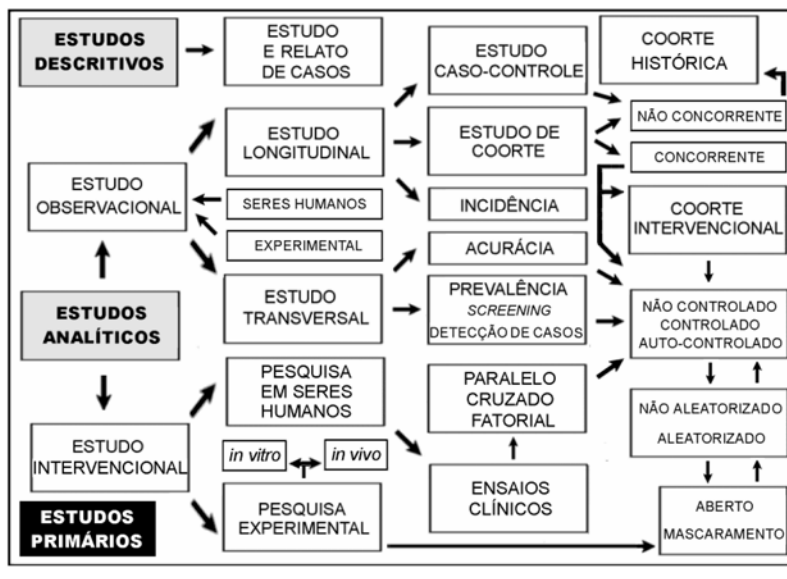 ESTUDOS
DESCRITIVOS
ESTUDO
E RELATO
DE CASOS
ESTUDO
CASO-CONTROLE
COORTE
HISTÓRICA
ESTUDO
LONGITUDINAL
ESTUDO DE
COORTE
NÃO CONCORRENTE
CONCORRENTE
ESTUDO
OBSERVACIONAL
SERES HUMANOS
EXPERIMENTAL
INCIDÊNCIA
COORTE
INTERVENCIONAL
ACURÁCIA
ESTUDOS
ANALÍTICOS
ESTUDO
TRANSVERSAL
PREVALÊNCIA
SCREENING
DETECÇÃO DE CASOS
NÃO CONTROLADO
CONTROLADO
AUTO-CONTROLADO
PESQUISA
EM SERES
HUMANOS
PARALELO
CRUZADO
FATORIAL
NÃO ALEATORIZADO
ALEATORIZADO
ESTUDO
INTERVENCIONAL
in vitro
in vivo
ENSAIOS
CLÍNICOS
ESTUDOS
PRIMÁRIOS
PESQUISA
EXPERIMENTAL
ABERTO
MASCARAMENTO